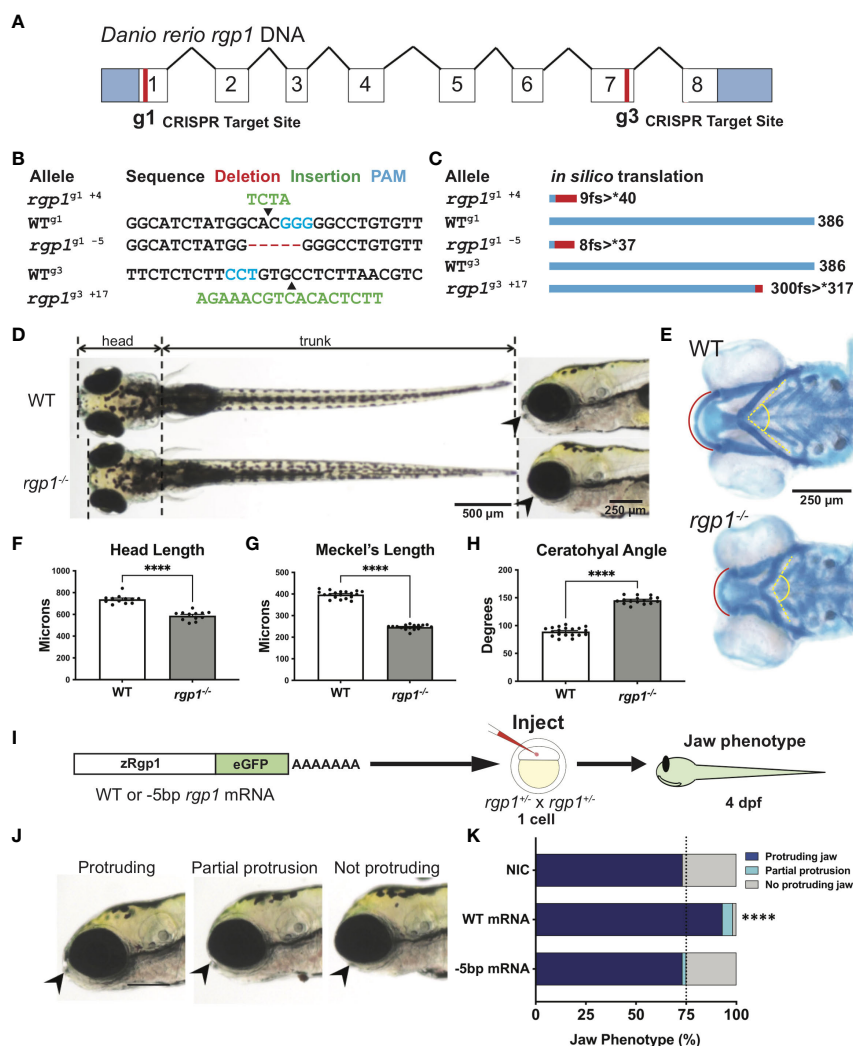 A
Danio rerio rgp1 DNA
1 2 3 4 5 6 7 8
g1 CRISPR Target Site
g3 CRISPR Target Site
B
Allele Sequence Deletion Insertion PAM
rgp1g1 +4 TCTA
WTg1 GGCATCTATGGCACGGGGGCCTGTGTT
rgp1g1 -5 GGCATCTATGG-----GGGCCTGTGTT
WTg3 TTCTCTCTTCCTGTGCCTCTTAACGTC
rgp1g3 +17 AGAAACGTCACACTCTT
C
Allele in silico translation
rgp1g1 +4 9fs>*40
WTg1 386
rgp1g1 -5 8fs>*37
WTg3 386
rgp1g3 +17 300fs>*317
D
head trunk
WT
rgp1-/-
500 µm
250 µm
E
WT
250 µm
rgp1-/-
F
Head Length
****
Microns
1000
800
600
400
200
0
WT rgp1-/-
G
Meckel's Length
****
Microns
600
400
200
0
WT rgp1-/-
H
Ceratohyal Angle
****
Degrees
200
150
100
50
0
WT rgp1-/-
I
zRgp1 eGFP AAAAAAA
WT or -5bp rgp1 mRNA
Inject
rgp1+/- x rgp1+/-
1 cell
Jaw phenotype
4 dpf
J
Protruding Partial protrusion Not protruding
K
Protruding jaw
Partial protrusion
No protruding jaw
NIC
WT mRNA
****
-5bp mRNA
0 25 50 75 100
Jaw Phenotype (%)